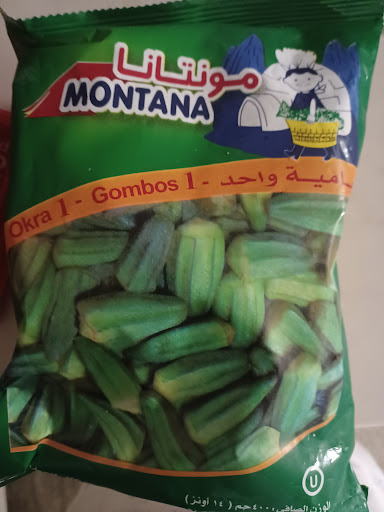 مونتانا
MONTANA
Okra 1 - Gombos 1 - بامية واحد
U
الوزن الصافي ٤٠٠ جم ( ١٤ أونز )